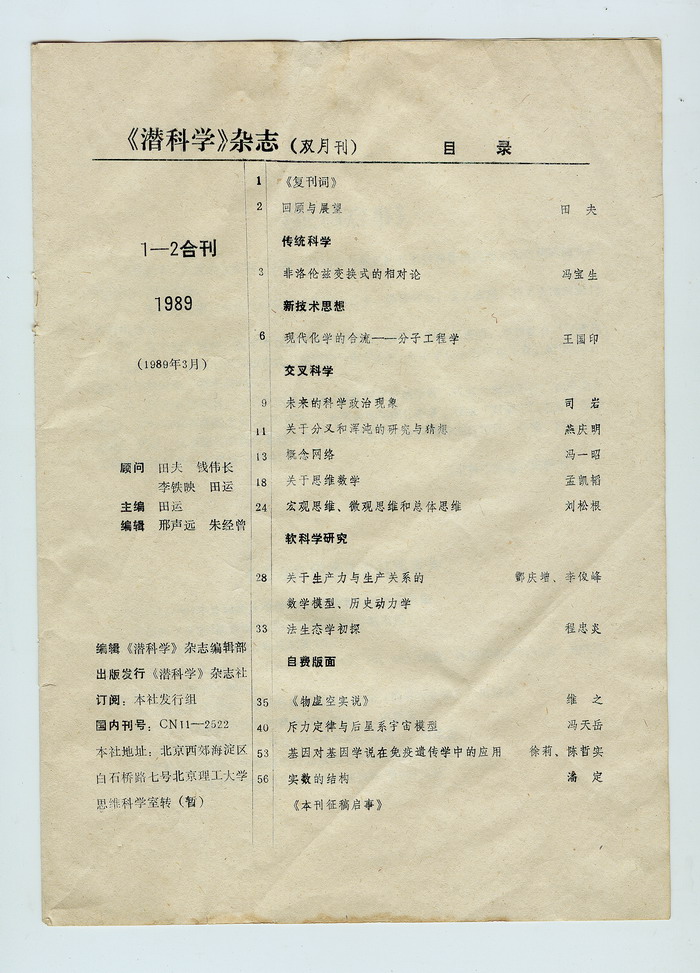 《潜科学》杂志（双月刊） 目 录
1—2合刊
1989
（1989年3月）
顾问 田夫 钱伟长
李铁映 田运
主编 田运
编辑 邢声远 朱经曾
编辑《潜科学》杂志编辑部
出版发行《潜科学》杂志社
订阅：本社发行组
国内刊号：CN11—2522
本社地址：北京西郊海淀区
白石桥路七号北京理工大学
思维科学室转（暂）
1 《复刊词》
2 回顾与展望 田 夫
传统科学
3 非洛伦兹变换式的相对论 冯宝生
新技术思想
6 现代化学的合流——分子工程学 王国印
交叉科学
9 未来的科学政治现象 司 岩
11 关于分叉和浑沌的研究与猜想 燕庆明
13 概念网络 冯一昭
18 关于思维数学 孟凯韬
24 宏观思维、微观思维和总体思维 刘松根
软科学研究
28 关于生产力与生产关系的 酆庆增、李俊峰
数学模型、历史动力学
33 法生态学初探 程忠炎
自费版面
35 《物虚空实说》 维 之
40 斥力定律与后星系宇宙模型 冯天岳
53 基因对基因学说在免疫遗传学中的应用 徐莉、陈哲实
56 实数的结构 潘 定
《本刊征稿启事》